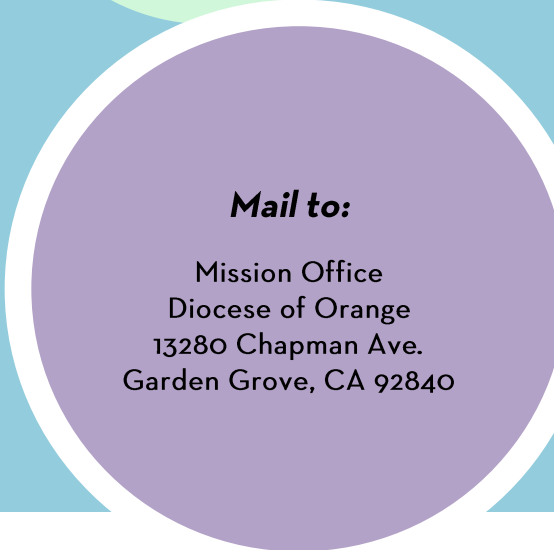 Mail to:
Mission Office
Diocese of Orange
13280 Chapman Ave.
Garden Grove, CA 92840